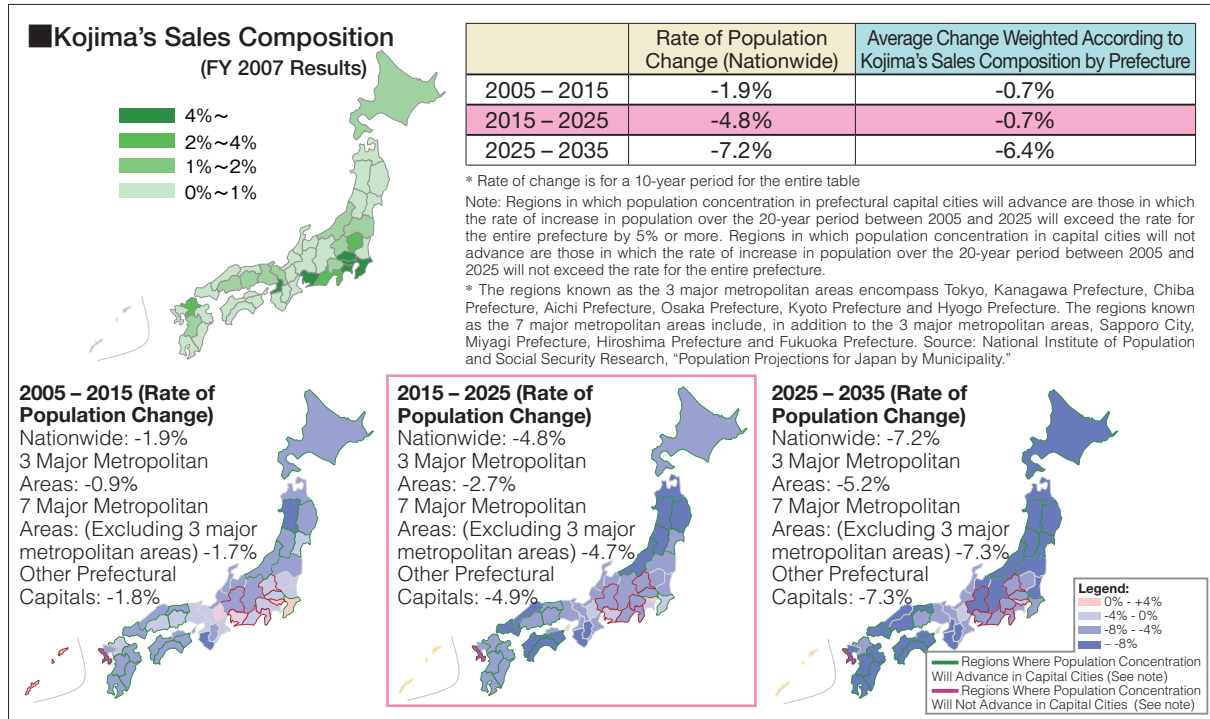 ■Kojima's Sales Composition
(FY 2007 Results)
4%～
2%～4%
1%～2%
0%～1%
Rate of Population Change (Nationwide)
Average Change Weighted According to Kojima's Sales Composition by Prefecture
2005 – 2015 -1.9% -0.7%
2015 – 2025 -4.8% -0.7%
2025 – 2035 -7.2% -6.4%
* Rate of change is for a 10-year period for the entire table
Note: Regions in which population concentration in prefectural capital cities will advance are those in which
the rate of increase in population over the 20-year period between 2005 and 2025 will exceed the rate for
the entire prefecture by 5% or more. Regions in which population concentration in capital cities will not
advance are those in which the rate of increase in population over the 20-year period between 2005 and
2025 will not exceed the rate for the entire prefecture.
* The regions known as the 3 major metropolitan areas encompass Tokyo, Kanagawa Prefecture, Chiba
Prefecture, Aichi Prefecture, Osaka Prefecture, Kyoto Prefecture and Hyogo Prefecture. The regions known
as the 7 major metropolitan areas include, in addition to the 3 major metropolitan areas, Sapporo City,
Miyagi Prefecture, Hiroshima Prefecture and Fukuoka Prefecture. Source: National Institute of Population
and Social Security Research, "Population Projections for Japan by Municipality."
2005 – 2015 (Rate of
Population Change)
Nationwide: -1.9%
3 Major Metropolitan
Areas: -0.9%
7 Major Metropolitan
Areas: (Excluding 3 major
metropolitan areas) -1.7%
Other Prefectural
Capitals: -1.8%
2015 – 2025 (Rate of
Population Change)
Nationwide: -4.8%
3 Major Metropolitan
Areas: -2.7%
7 Major Metropolitan
Areas: (Excluding 3 major
metropolitan areas) -4.7%
Other Prefectural
Capitals: -4.9%
2025 – 2035 (Rate of
Population Change)
Nationwide: -7.2%
3 Major Metropolitan
Areas: -5.2%
7 Major Metropolitan
Areas: (Excluding 3 major
metropolitan areas) -7.3%
Other Prefectural
Capitals: -7.3%
Legend:
0% - +4%
-4% - 0%
-8% - -4%
– -8%
Regions Where Population Concentration
Will Advance in Capital Cities (See note)
Regions Where Population Concentration
Will Not Advance in Capital Cities (See note)